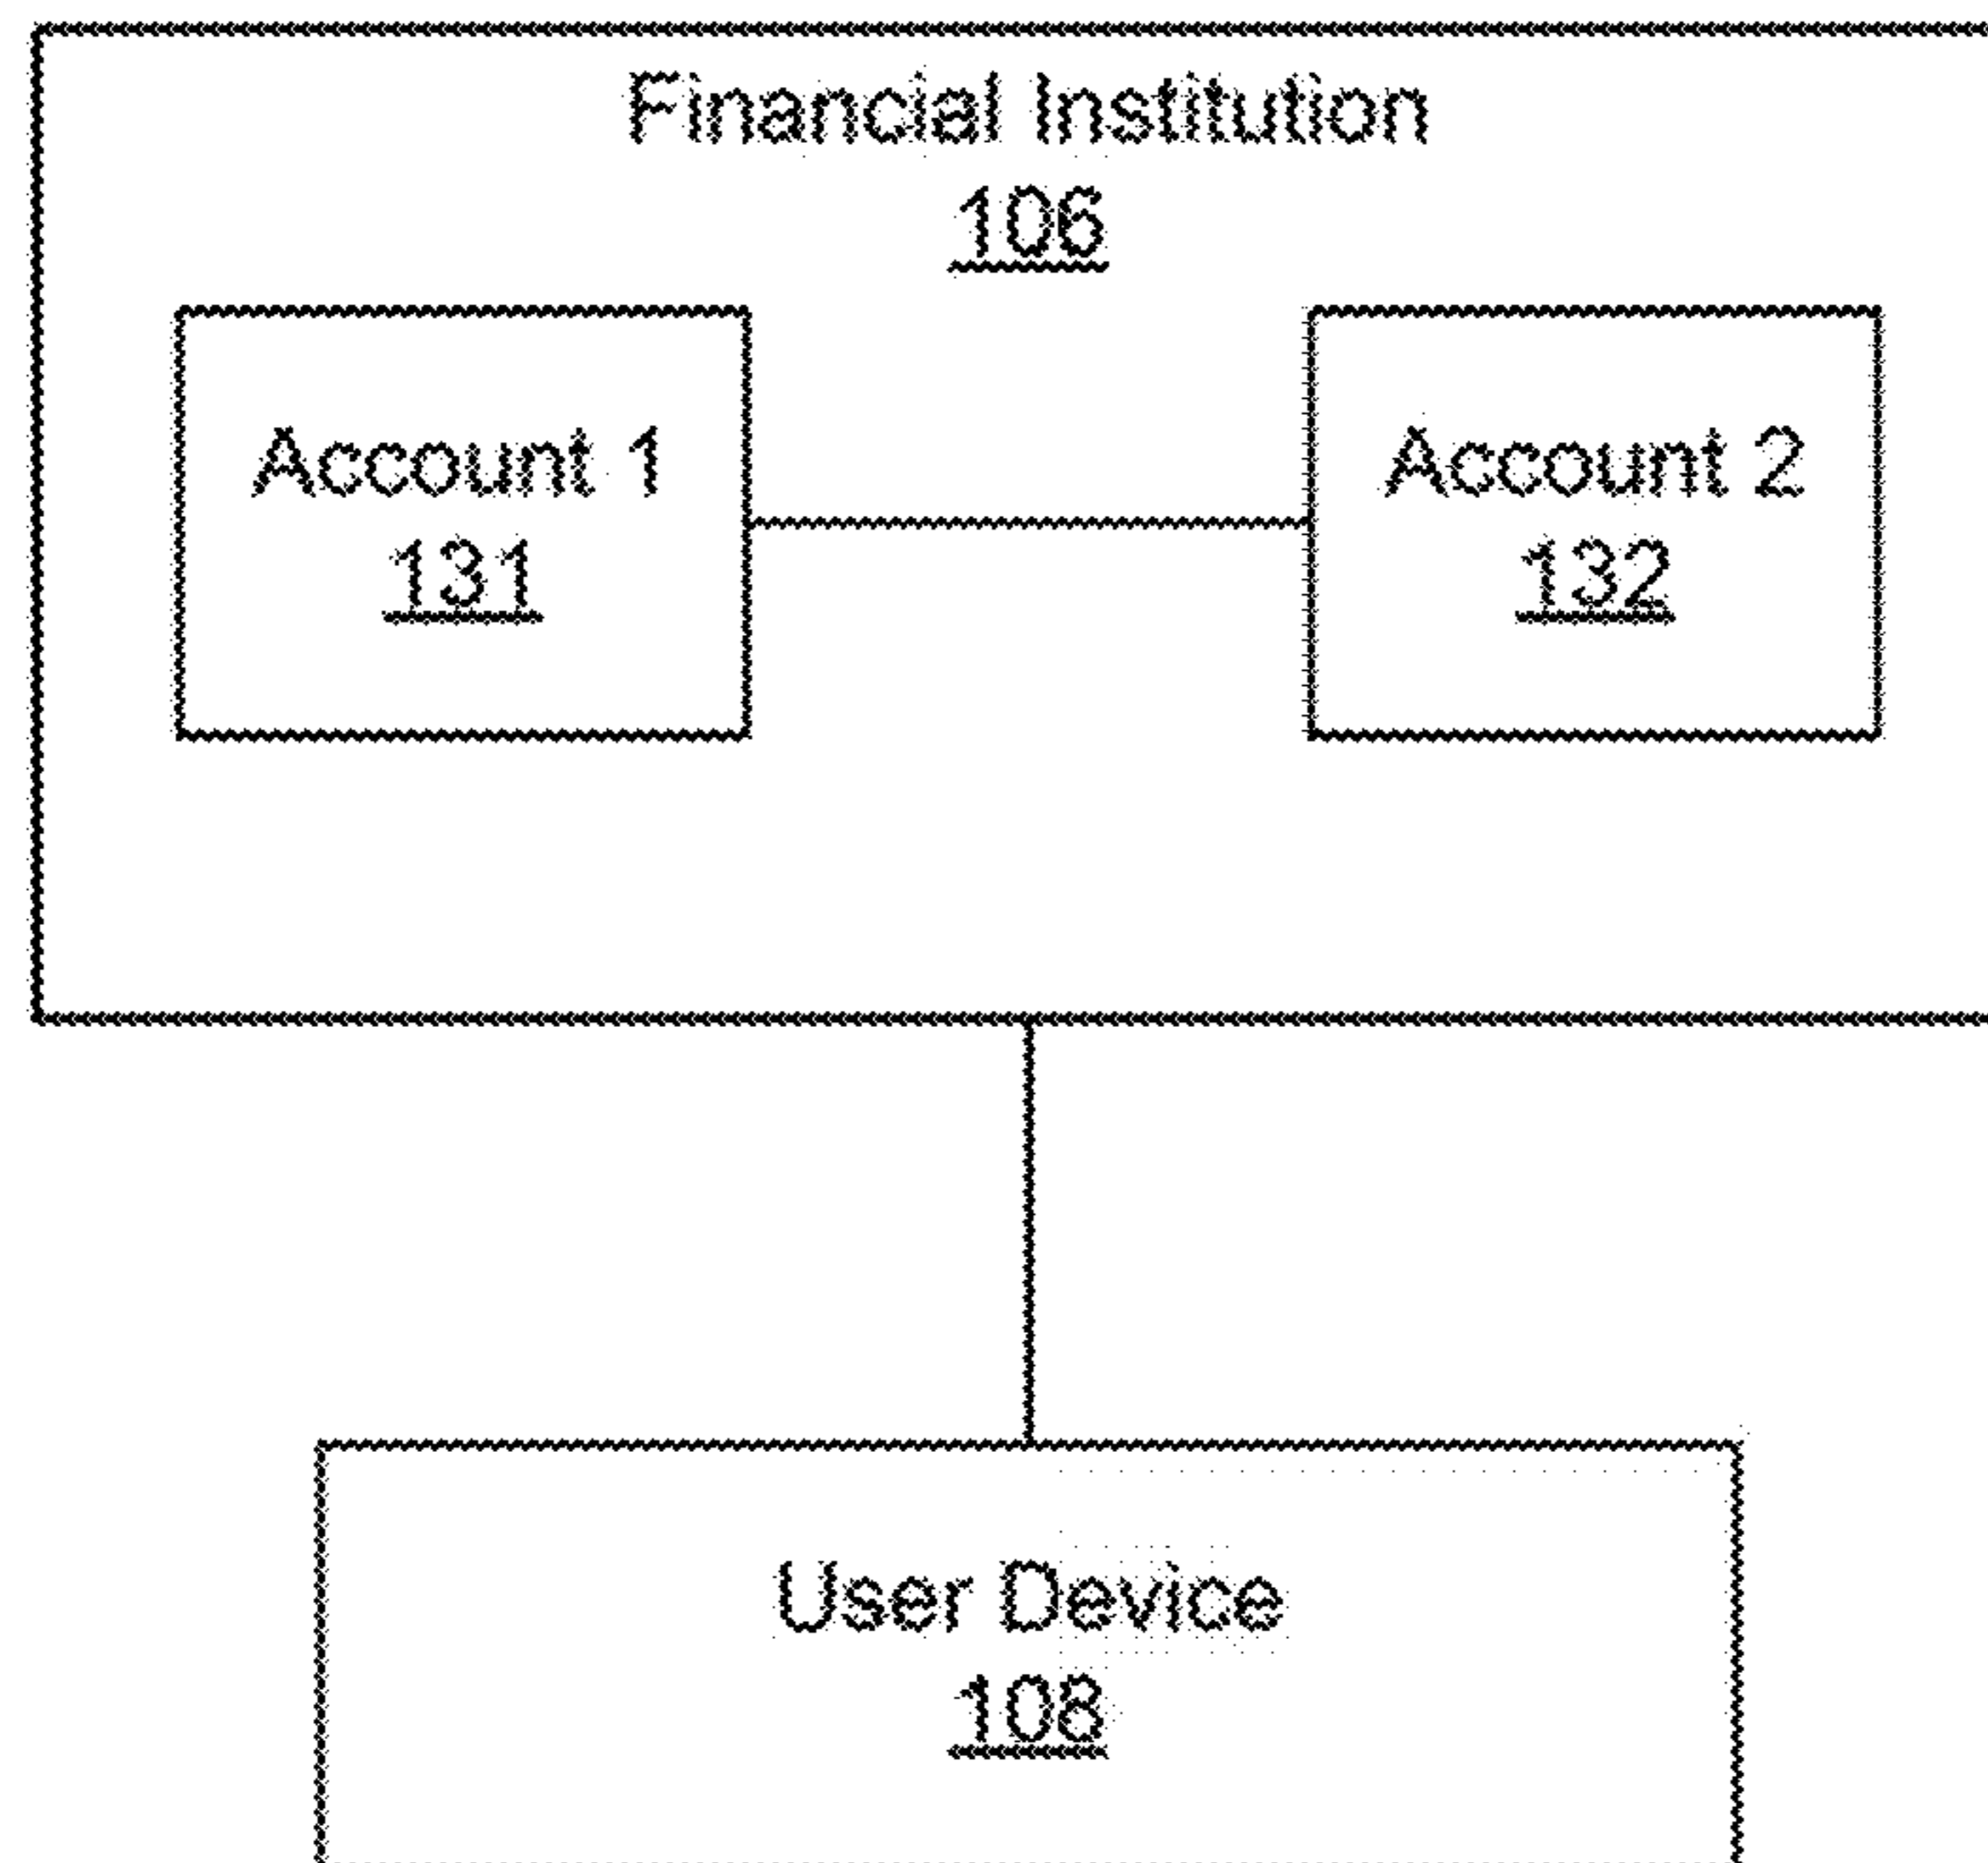 Financial Institution
106
Account 1
131
Account 2
132
User Device
108